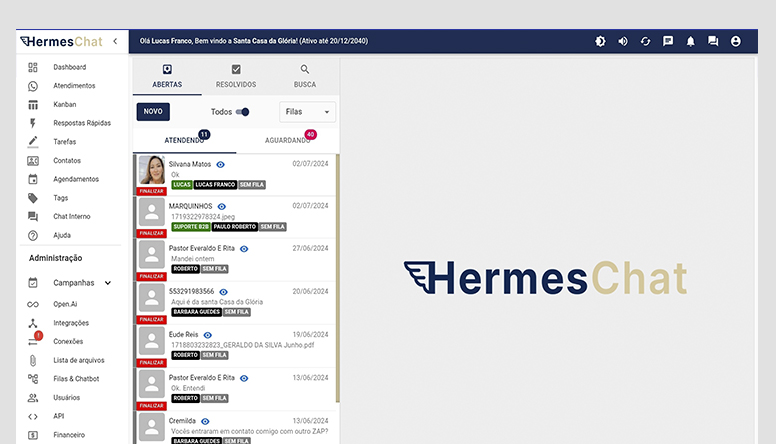 HermesChat
Olá Lucas Franco, Bem vindo a Santa Casa da Glória! (Ativo até 20/12/2040)
Dashboard
Atendimentos
Kanban
Respostas Rápidas
Tarefas
Contatos
Agendamentos
Tags
Chat Interno
Ajuda
Administração
Campanhas
Open.Ai
Integrações
1
Conexões
Lista de arquivos
Filas & Chatbot
Usuários
API
Financeiro
ABERTAS
RESOLVIDOS
BUSCA
NOVO
Todos
Filas
ATENDENDO 11
AGUARDANDO 40
Silvana Matos 02/07/2024
Ok
LUCAS LUCAS FRANCO SEM FILA
FINALIZAR
MARQUINHOS 02/07/2024
1719322978324.jpeg
SUPORTE B2B PAULO ROBERTO SEM FILA
FINALIZAR
Pastor Everaldo E Rita 27/06/2024
Mandei ontem
ROBERTO SEM FILA
FINALIZAR
553291983566 20/06/2024
Aqui é da santa Casa da Glória
BARBARA GUEDES SEM FILA
FINALIZAR
Eude Reis 19/06/2024
1718803232823_GERALDO DA SILVA Junho.pdf
ROBERTO SEM FILA
FINALIZAR
Pastor Everaldo E Rita 13/06/2024
Ok. Entendi
ROBERTO SEM FILA
FINALIZAR
Cremilda 13/06/2024
Vocês entraram em contato comigo com outro ZAP?
BARBARA GUEDES SEM FILA
HermesChat